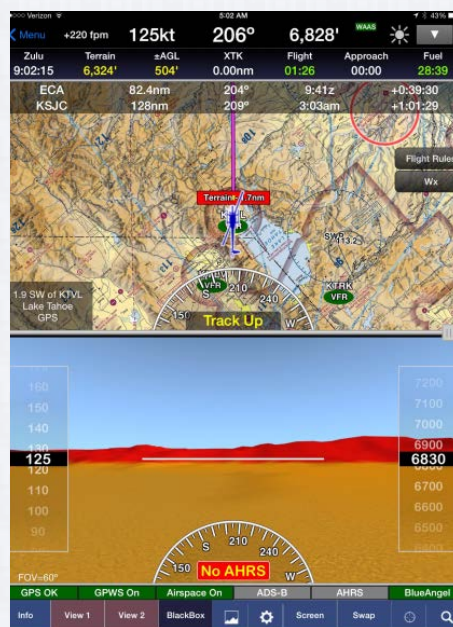 Verizon 5:02 AM 43%
Menu +220 fpm 125kt 206° 6,828' WAAS
Zulu Terrain ±AGL XTK Flight Approach Fuel
9:02:15 6,324' 504' 0.00nm 01:26 00:00 28:39
ECA 82.4nm 204° 9:41z +0:39:30
KSJC 128nm 209° 3:03am +1:01:29
Flight Rules
Wx
VFR
SWR
113.2
KTRK
VFR
VFR
1.9 SW of KTVL
Lake Tahoe
GPS
150 S 210 240 W
Track Up
160 7200
150 7100
140 7000
130 6900
125 6830
120
110 6700
100 6600
90 6500
150 S 210 240 W
No AHRS
FOV=60°
GPS OK GPWS On Airspace On ADS-B AHRS BlueAngel
Info View 1 View 2 BlackBox Screen Swap